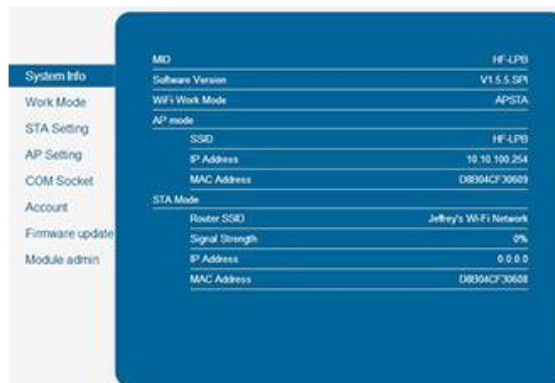 System Info
Work Mode
STA Setting
AP Setting
COM Socket
Account
Firmware update
Module admin
MID HF-LPB
Software Version V1.5.5.SPI
WiFi Work Mode APSTA
AP mode
SSID HF-LPB
IP Address 10.10.100.254
MAC Address D8B04CF30609
STA Mode
Router SSID Jeffrey's Wi-Fi Network
Signal Strength 0%
IP Address 0.0.0.0
MAC Address D8B04CF30608